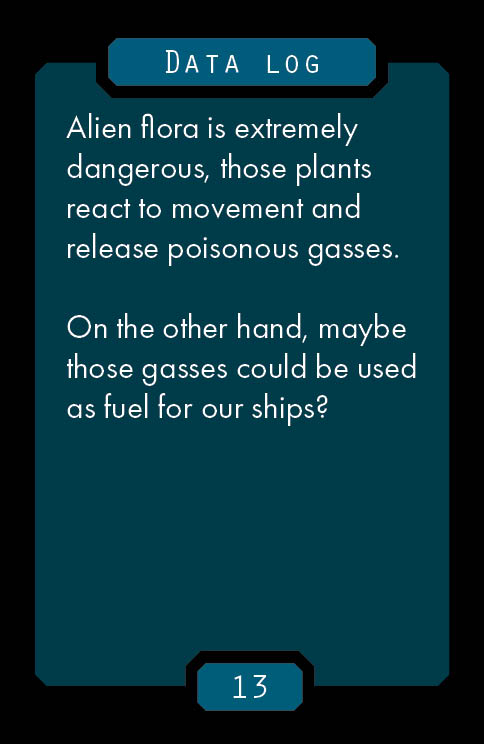 Data log
Alien flora is extremely
dangerous, those plants
react to movement and
release poisonous gasses.
On the other hand, maybe
those gasses could be used
as fuel for our ships?
13